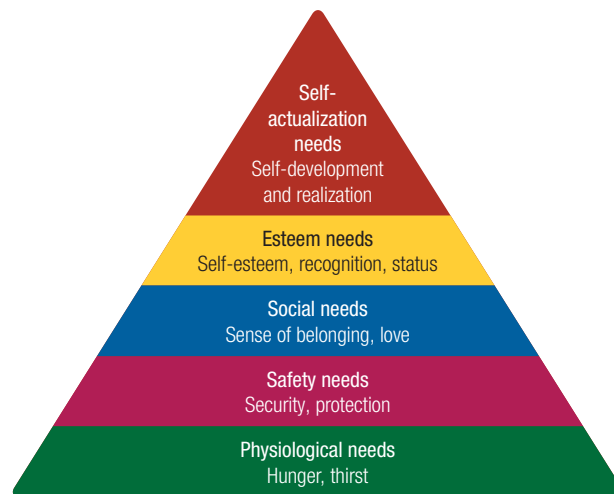 Self-
actualization
needs
Self-development
and realization
Esteem needs
Self-esteem, recognition, status
Social needs
Sense of belonging, love
Safety needs
Security, protection
Physiological needs
Hunger, thirst